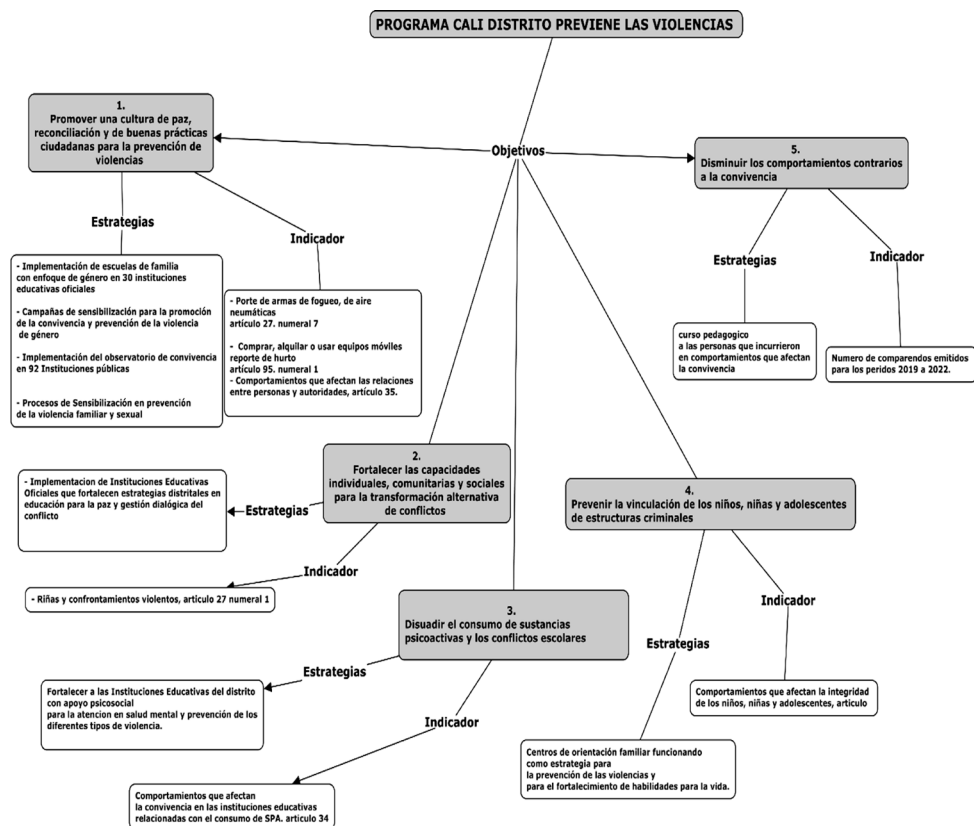 PROGRAMA CALI DISTRITO PREVIENE LAS VIOLENCIAS
Objetivos
1.
Promover una cultura de paz,
reconciliación y de buenas prácticas
ciudadanas para la prevención de
violencias
Estrategias
- Implementación de escuelas de familia
con enfoque de género en 30 instituciones
educativas oficiales
- Campañas de sensibilización para la promoción
de la convivencia y prevención de la violencia
de género
- Implementación del observatorio de convivencia
en 92 Instituciones públicas
- Procesos de Sensibilización en prevención
de la violencia familiar y sexual
Indicador
- Porte de armas de fogueo, de aire
neumáticas
artículo 27. numeral 7
- Comprar, alquilar o usar equipos móviles
reporte de hurto
artículo 95. numeral 1
- Comportamientos que afectan las relaciones
entre personas y autoridades, artículo 35.
5.
Disminuir los comportamientos contrarios
a la convivencia
Estrategias
curso pedagogico
a las personas que incurrieron
en comportamientos que afectan
la convivencia
Indicador
Numero de comparendos emitidos
para los peridos 2019 a 2022.
2.
Fortalecer las capacidades
individuales, comunitarias y sociales
para la transformación alternativa
de conflictos
Estrategias
- Implementacion de Instituciones Educativas
Oficiales que fortalecen estrategias distritales en
educación para la paz y gestión dialógica del
conflicto
Indicador
- Riñas y confrontamientos violentos, articulo 27 numeral 1
4.
Prevenir la vinculación de los niños, niñas y adolescentes
de estructuras criminales
Indicador
Comportamientos que afectan la integridad
de los niños, niñas y adolescentes, articulo
Estrategias
Centros de orientación familiar funcionando
como estrategia para
la prevención de las violencias y
para el fortalecimiento de habilidades para la vida.
3.
Disuadir el consumo de sustancias
psicoactivas y los conflictos escolares
Estrategias
Fortalecer a las Instituciones Educativas del distrito
con apoyo psicosocial
para la atencion en salud mental y prevención de los
diferentes tipos de violencia.
Indicador
Comportamientos que afectan
la convivencia en las instituciones educativas
relacionadas con el consumo de SPA. articulo 34